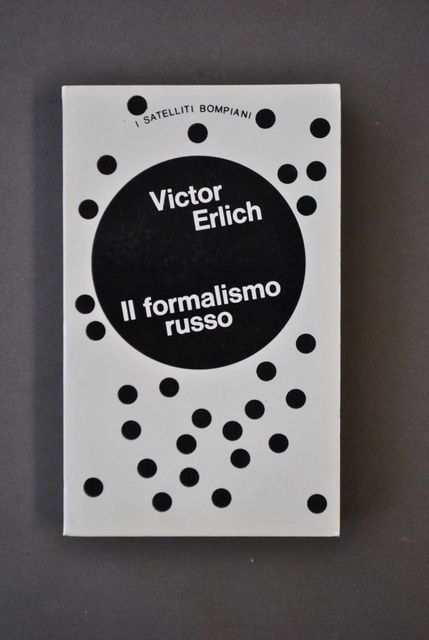 I SATELLITI BOMPIANI
Victor
Erlich
Il formalismo
russo